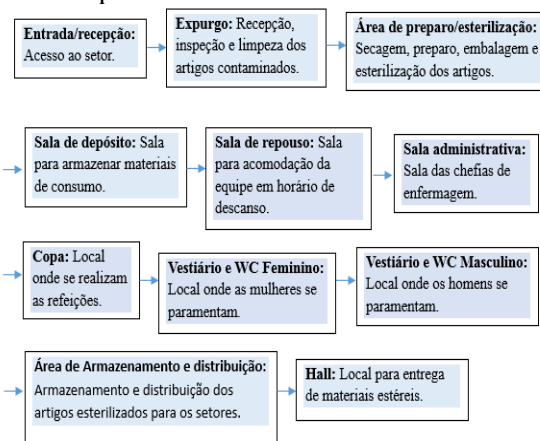 Entrada/recepção:
Acesso ao setor.
Expurgo: Recepção,
inspeção e limpeza dos
artigos contaminados.
Área de preparo/esterilização:
Secagem, preparo, embalagem e
esterilização dos artigos.
Sala de depósito: Sala
para armazenar materiais
de consumo.
Sala de repouso: Sala
para acomodação da
equipe em horário de
descanso.
Sala administrativa:
Sala das chefias de
enfermagem.
Copa: Local
onde se realizam
as refeições.
Vestiário e WC Feminino:
Local onde as mulheres se
paramentam.
Vestiário e WC Masculino:
Local onde os homens se
paramentam.
Área de Armazenamento e distribuição:
Armazenamento e distribuição dos
artigos esterilizados para os setores.
Hall: Local para entrega
de materiais estéreis.